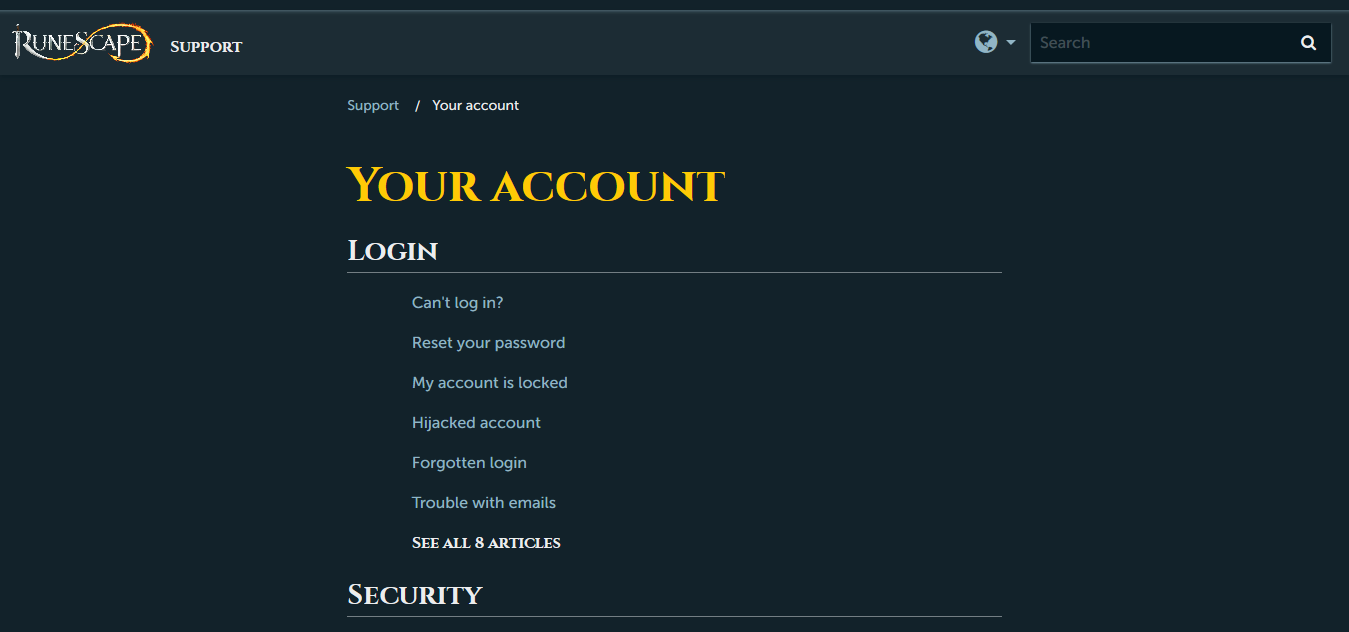 RuneScape Support
Search
Support / Your account
Your account
Login
Can't log in?
Reset your password
My account is locked
Hijacked account
Forgotten login
Trouble with emails
See all 8 articles
Security